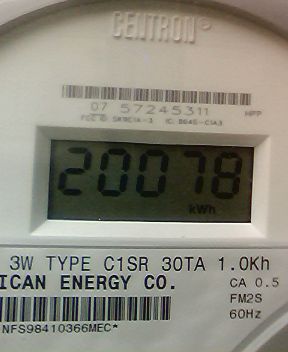 CENTRON®
07 57245311 HPP
20078
kWh
3W TYPE C1SR 30TA 1.0Kh
ICAN ENERGY CO. CA 0.5
FM2S
NFS98410366MEC* 60Hz